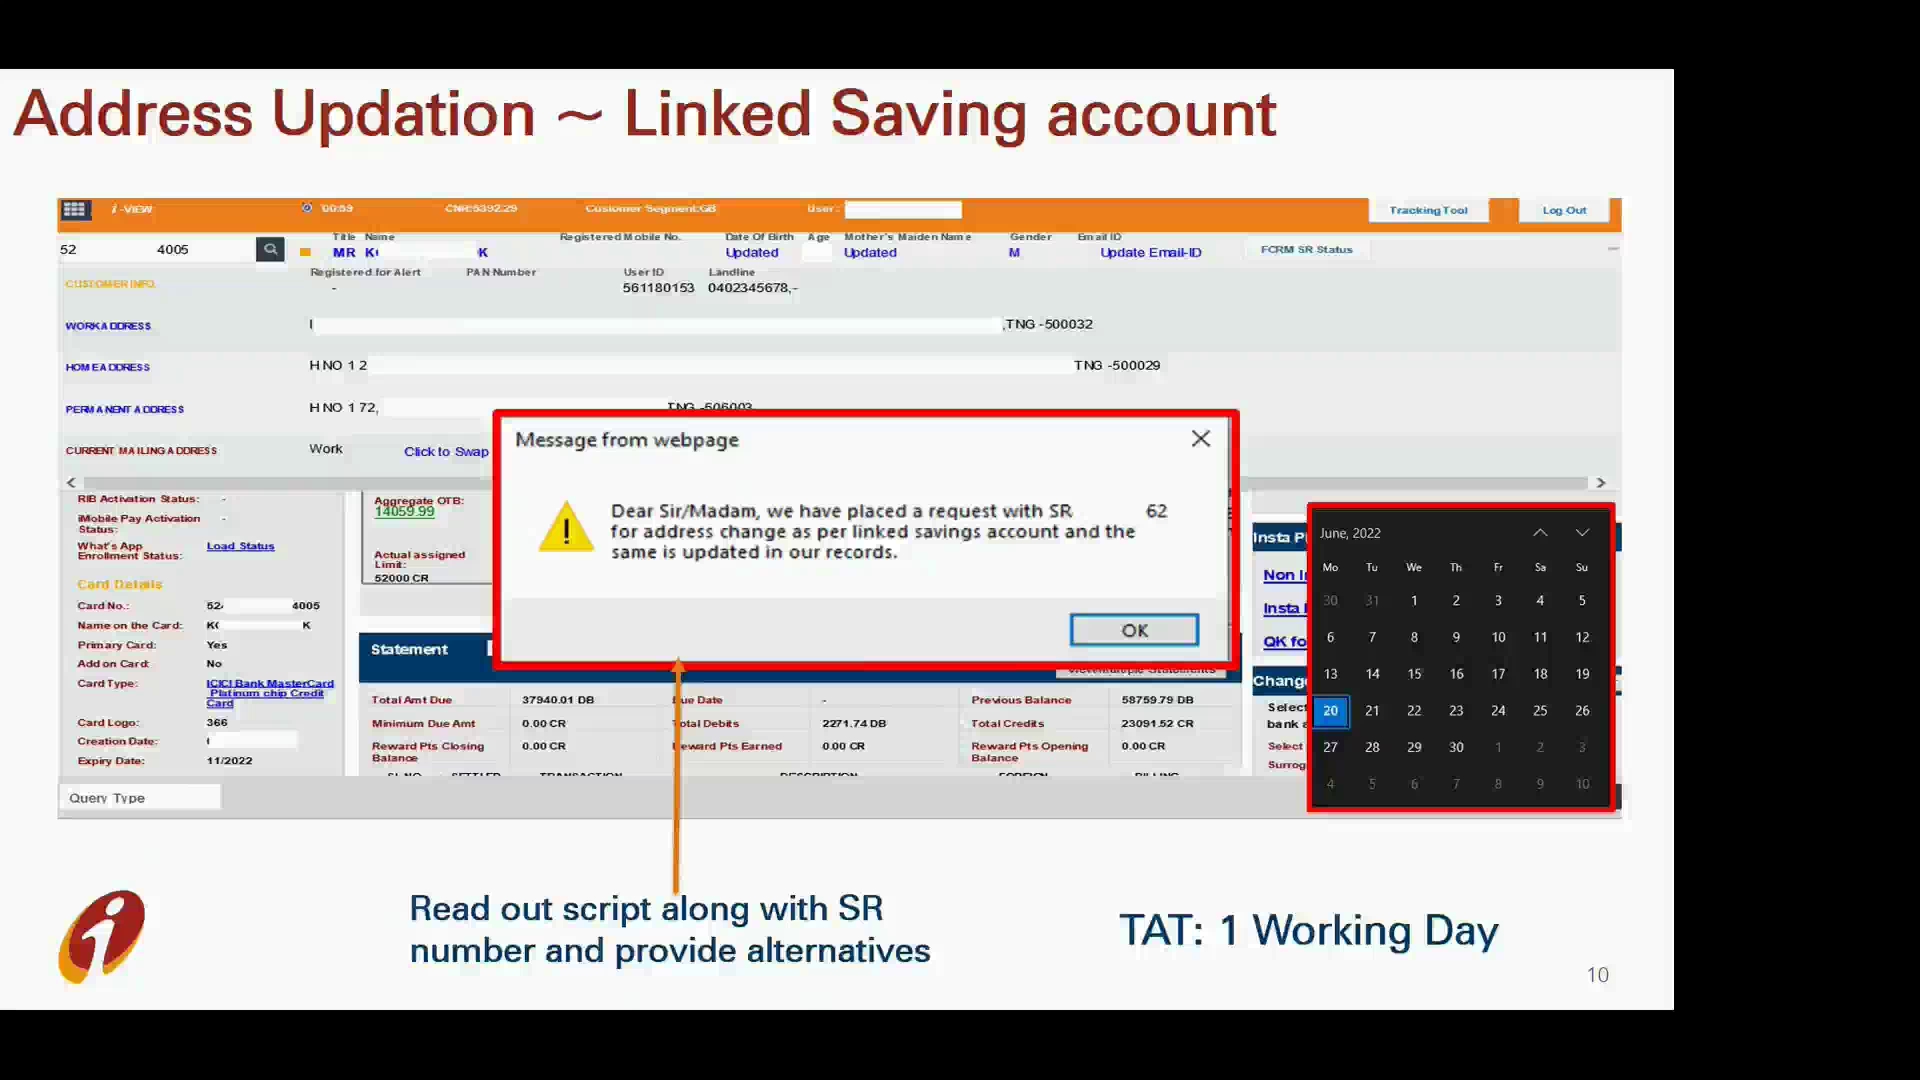 Address Updation ~ Linked Saving account
i-VIEW 00:59 CNR:5392.29 Customer Segment:GB User: Tracking Tool Log Out
52 4005
Title Name Registered Mobile No. Date Of Birth Age Mother's Maiden Name Gender Email ID
MR K K Updated Updated M Update Email-ID FCRM SR Status
Registered for Alert PAN Number User ID Landline
CUSTOMER INFO. - 561180153 0402345678,-
WORK ADDRESS ,TNG -500032
HOME ADDRESS H NO 1 2 TNG -500029
PERMANENT ADDRESS H NO 1 72, TNG -506003
CURRENT MAILING ADDRESS Work Click to Swap
Message from webpage
Dear Sir/Madam, we have placed a request with SR 62
for address change as per linked savings account and the
same is updated in our records.
OK
RIB Activation Status: -
iMobile Pay Activation -
Status:
What's App
Enrollment Status: Load Status
Card Details
Card No.: 52 4005
Name on the Card: K K
Primary Card: Yes
Add on Card: No
Card Type: ICICI Bank MasterCard
Platinum chip Credit
Card
Card Logo: 366
Creation Date:
Expiry Date: 11/2022
Query Type
Aggregate OTB:
14059.99
Actual assigned
Limit:
52000 CR
Statement
View Multiple Statements
Total Amt Due 37940.01 DB Due Date - Previous Balance 58759.79 DB
Minimum Due Amt 0.00 CR Total Debits 2271.74 DB Total Credits 23091.52 CR
Reward Pts Closing 0.00 CR Reward Pts Earned 0.00 CR Reward Pts Opening 0.00 CR
Balance Balance
SL NO SETTLED TRANSACTION DESCRIPTION FOREIGN BILLING
Insta P
Non I
Insta
QK fo
Change
Select
bank a
Select
Surrog
June, 2022
Mo Tu We Th Fr Sa Su
30 31 1 2 3 4 5
6 7 8 9 10 11 12
13 14 15 16 17 18 19
20 21 22 23 24 25 26
27 28 29 30 1 2 3
4 5 6 7 8 9 10
Read out script along with SR
number and provide alternatives
TAT: 1 Working Day
10